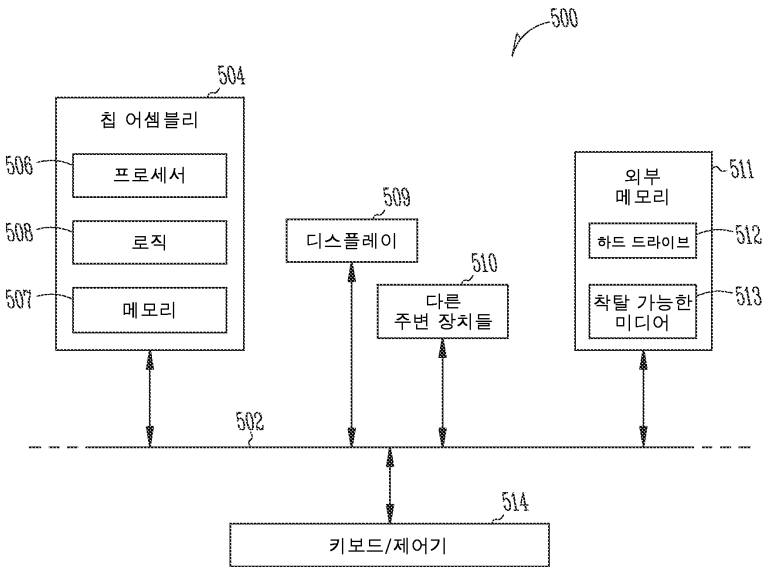 500
504
칩 어셈블리
506
프로세서
508
로직
507
메모리
509
디스플레이
510
다른
주변 장치들
511
외부
메모리
하드 드라이브
512
착탈 가능한
미디어
513
502
514
키보드/제어기